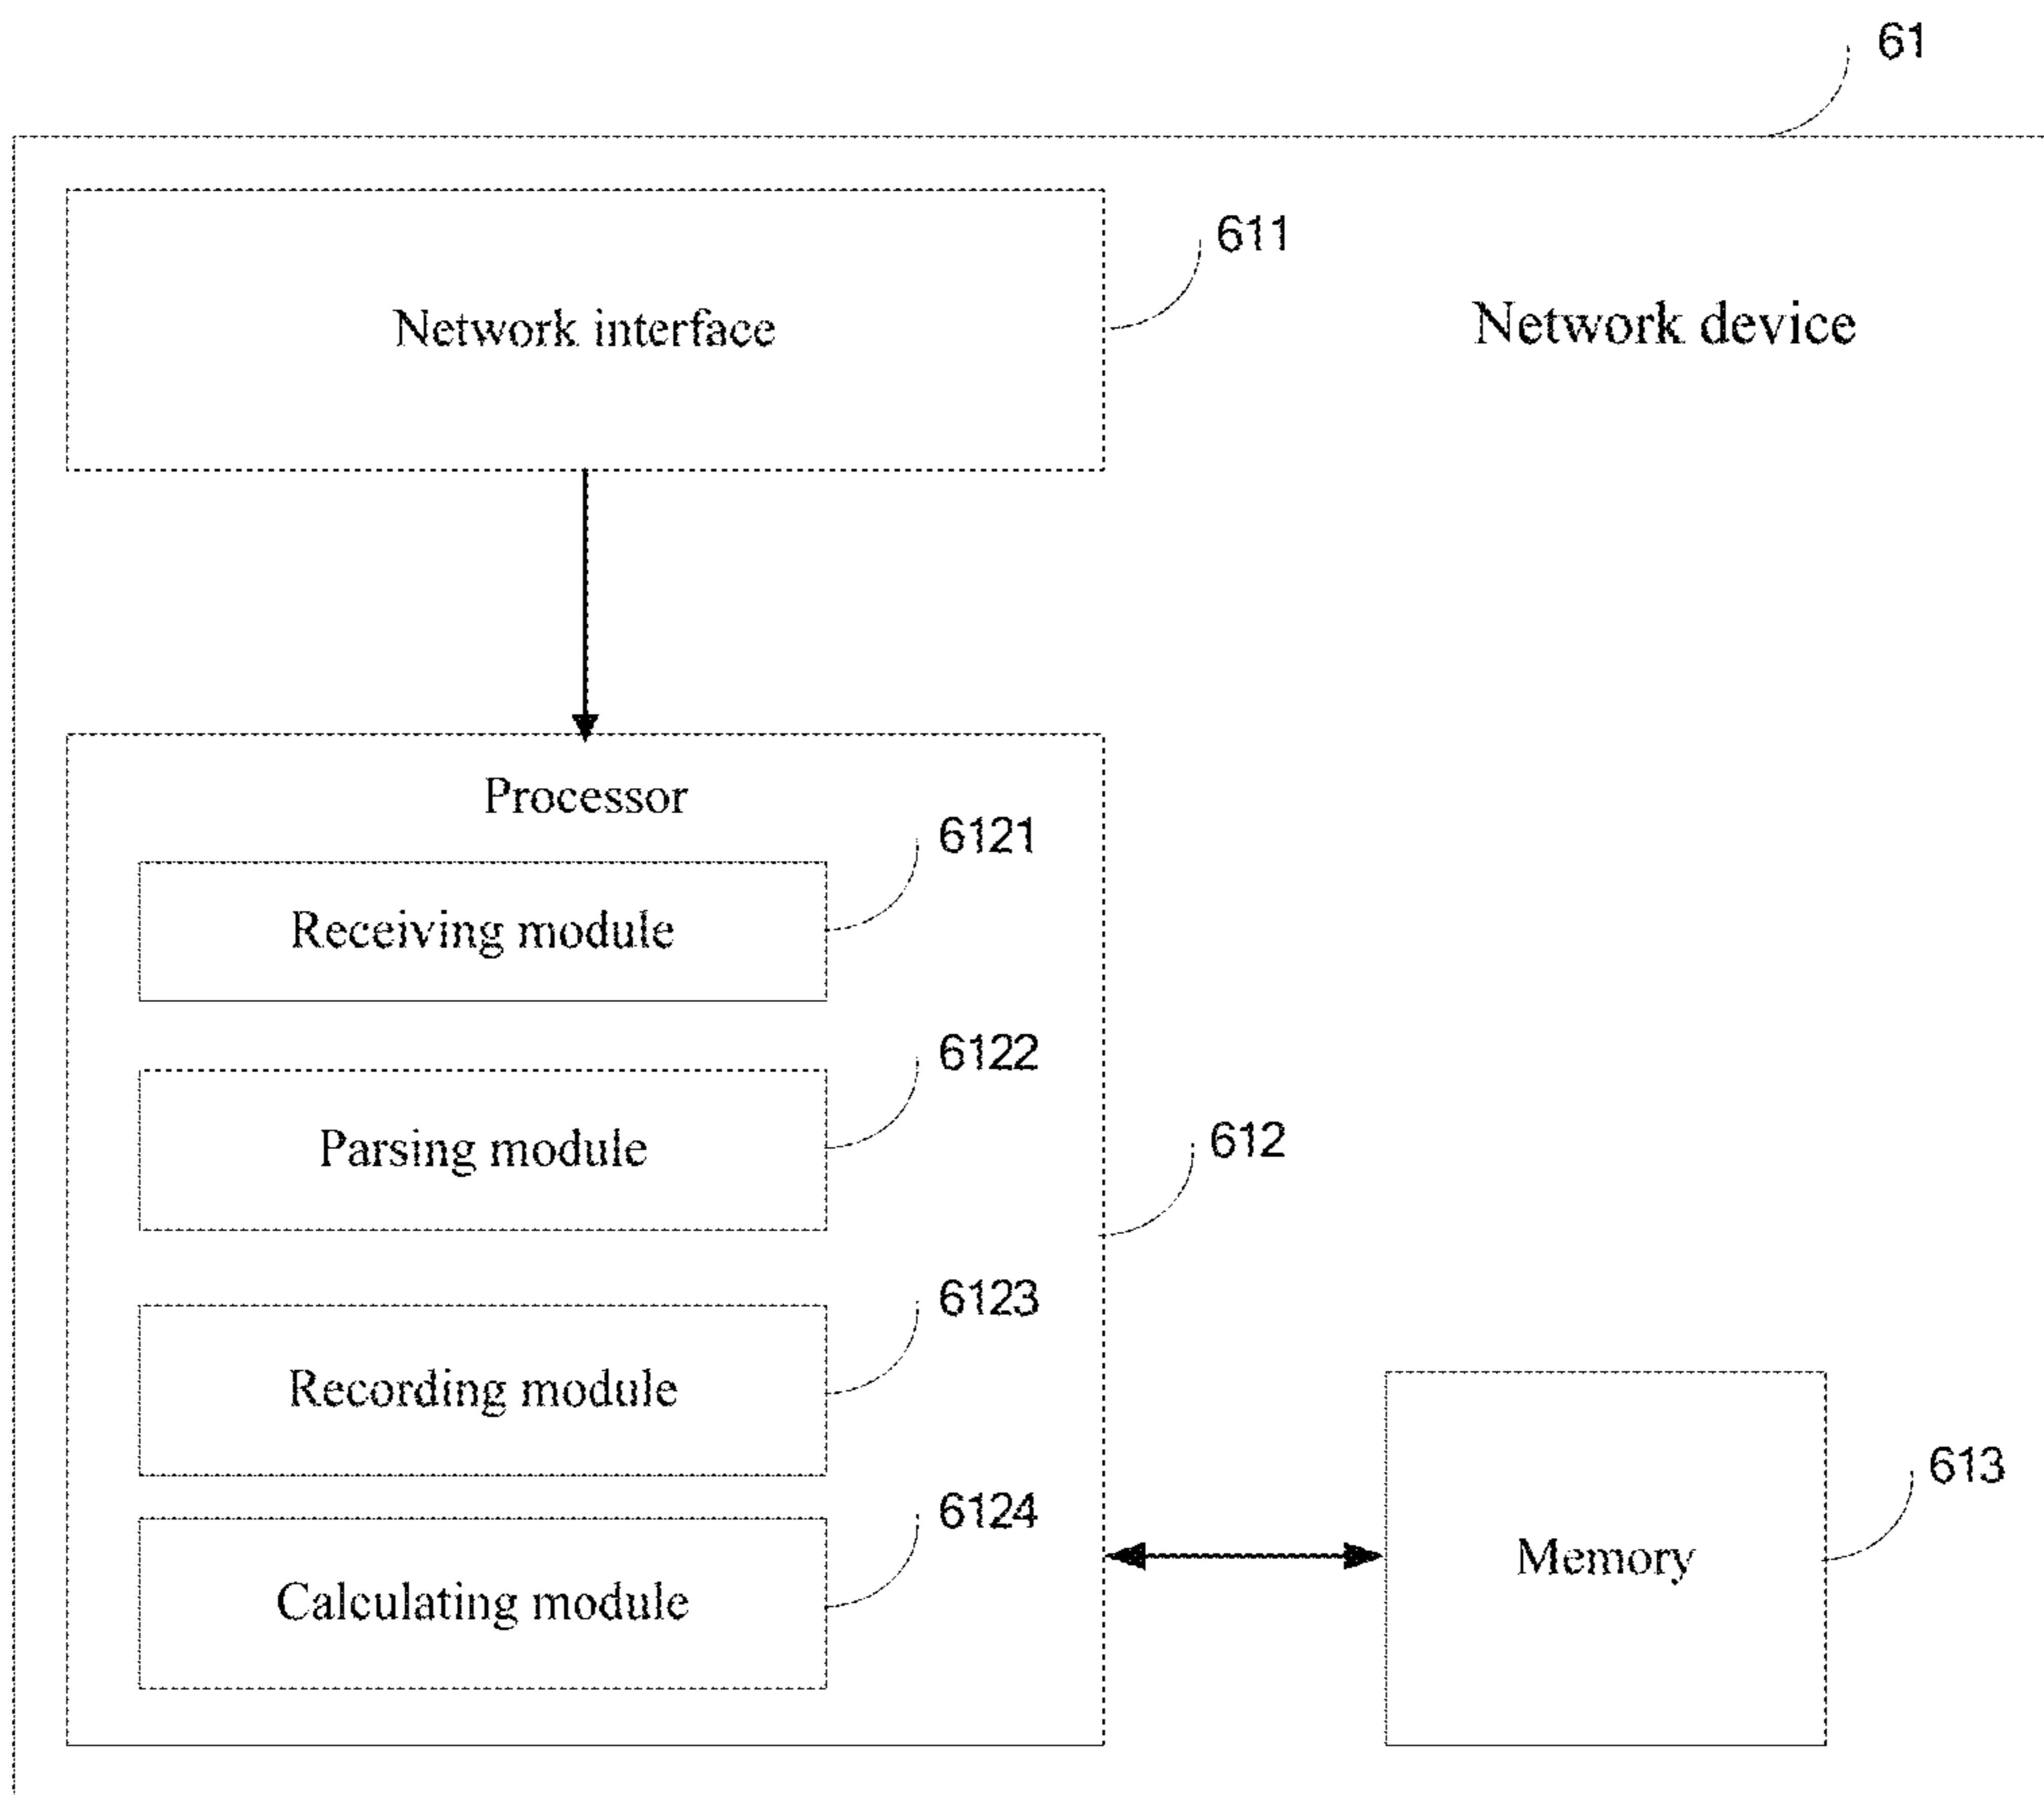 61
611
Network interface
Network device
Processor
6121
Receiving module
6122
Parsing module
612
6123
Recording module
613
6124
Calculating module
Memory